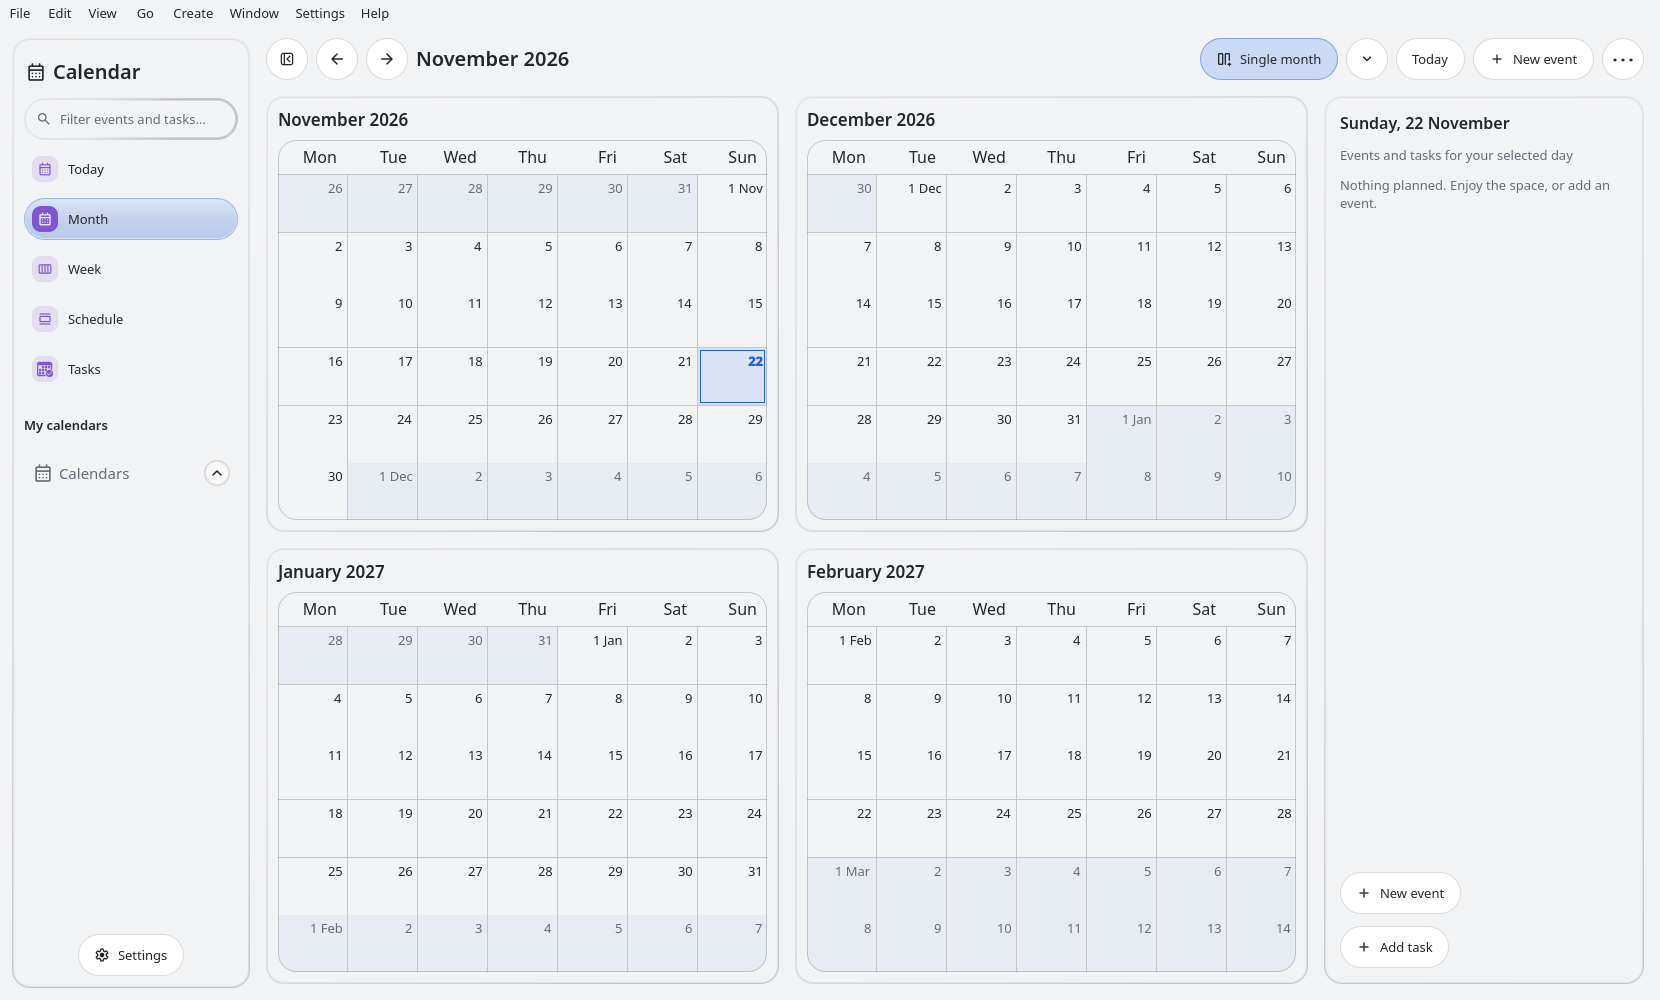 File Edit View Go Create Window Settings Help
Calendar
Filter events and tasks...
Today
Month
Week
Schedule
Tasks
My calendars
Calendars
Settings
November 2026
Single month
Today
New event
November 2026
Mon Tue Wed Thu Fri Sat Sun
26 27 28 29 30 31 1 Nov
2 3 4 5 6 7 8
9 10 11 12 13 14 15
16 17 18 19 20 21 22
23 24 25 26 27 28 29
30 1 Dec 2 3 4 5 6
December 2026
Mon Tue Wed Thu Fri Sat Sun
30 1 Dec 2 3 4 5 6
7 8 9 10 11 12 13
14 15 16 17 18 19 20
21 22 23 24 25 26 27
28 29 30 31 1 Jan 2 3
4 5 6 7 8 9 10
January 2027
Mon Tue Wed Thu Fri Sat Sun
28 29 30 31 1 Jan 2 3
4 5 6 7 8 9 10
11 12 13 14 15 16 17
18 19 20 21 22 23 24
25 26 27 28 29 30 31
1 Feb 2 3 4 5 6 7
February 2027
Mon Tue Wed Thu Fri Sat Sun
1 Feb 2 3 4 5 6 7
8 9 10 11 12 13 14
15 16 17 18 19 20 21
22 23 24 25 26 27 28
1 Mar 2 3 4 5 6 7
8 9 10 11 12 13 14
Sunday, 22 November
Events and tasks for your selected day
Nothing planned. Enjoy the space, or add an
event.
New event
Add task